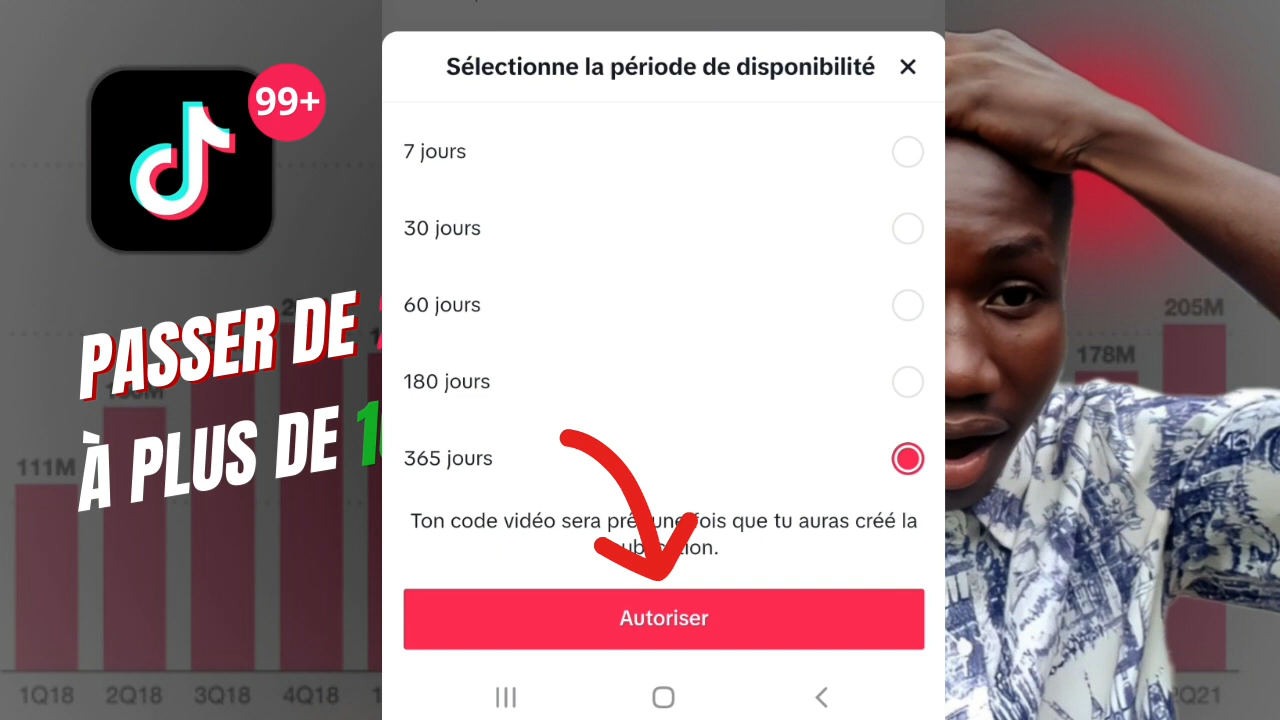 99+
PASSER DE
À PLUS DE
111M
1Q18
2Q18
3Q18
4Q18
Sélectionne la période de disponibilité
7 jours
30 jours
60 jours
180 jours
365 jours
Ton code vidéo sera une fois que tu auras créé la
Autoriser
205M
178M